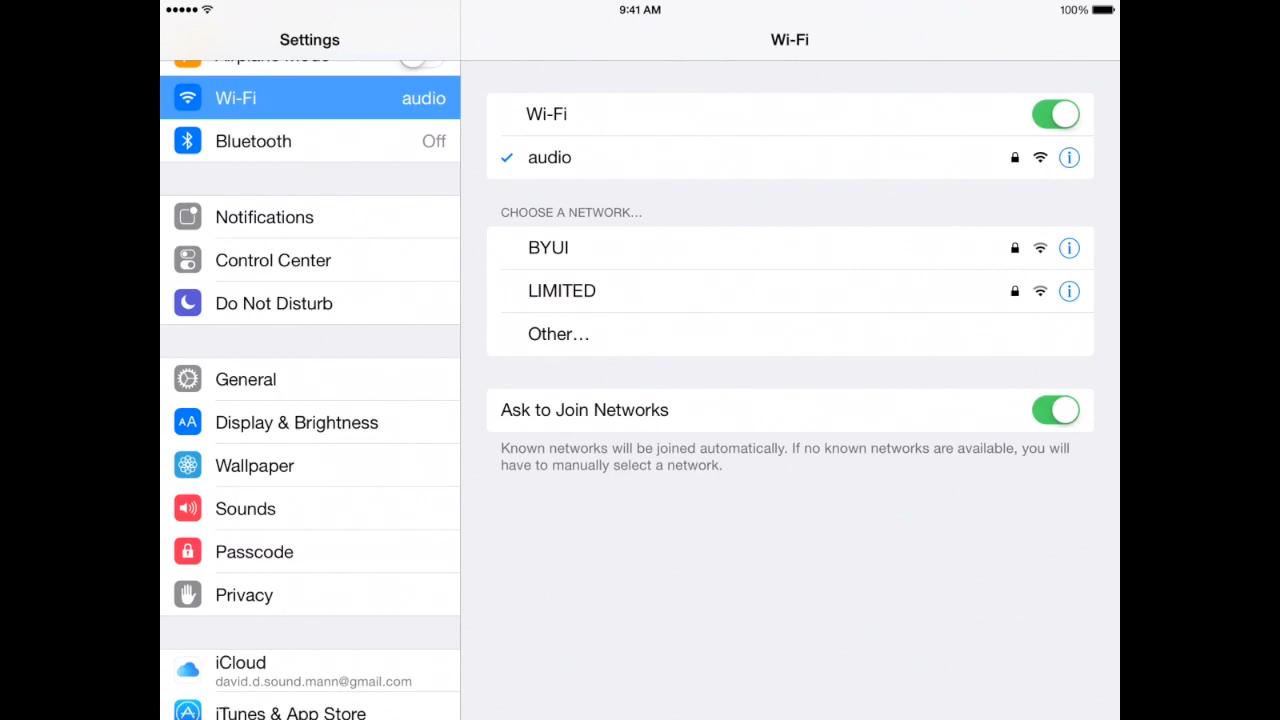 9:41 AM
100%
Settings
Wi-Fi
Airplane Mode
Wi-Fi audio
Bluetooth Off
Notifications
Control Center
Do Not Disturb
General
AA Display & Brightness
Wallpaper
Sounds
Passcode
Privacy
iCloud
david.d.sound.mann@gmail.com
iTunes & App Store
Wi-Fi
audio
CHOOSE A NETWORK...
BYUI
LIMITED
Other...
Ask to Join Networks
Known networks will be joined automatically. If no known networks are available, you will
have to manually select a network.